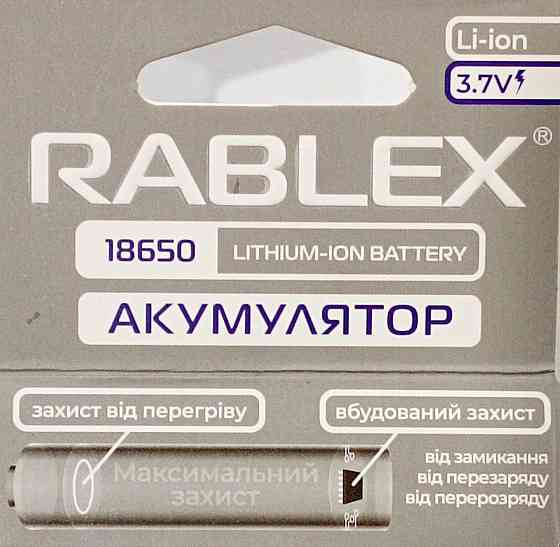 Li-ion
3.7V
RABLEX®
18650 LITHIUM-ION BATTERY
АКУМУЛЯТОР
захист від перегріву
вбудований захист
Максимальний
захист
від замикання
від перезаряду
від перерозряду